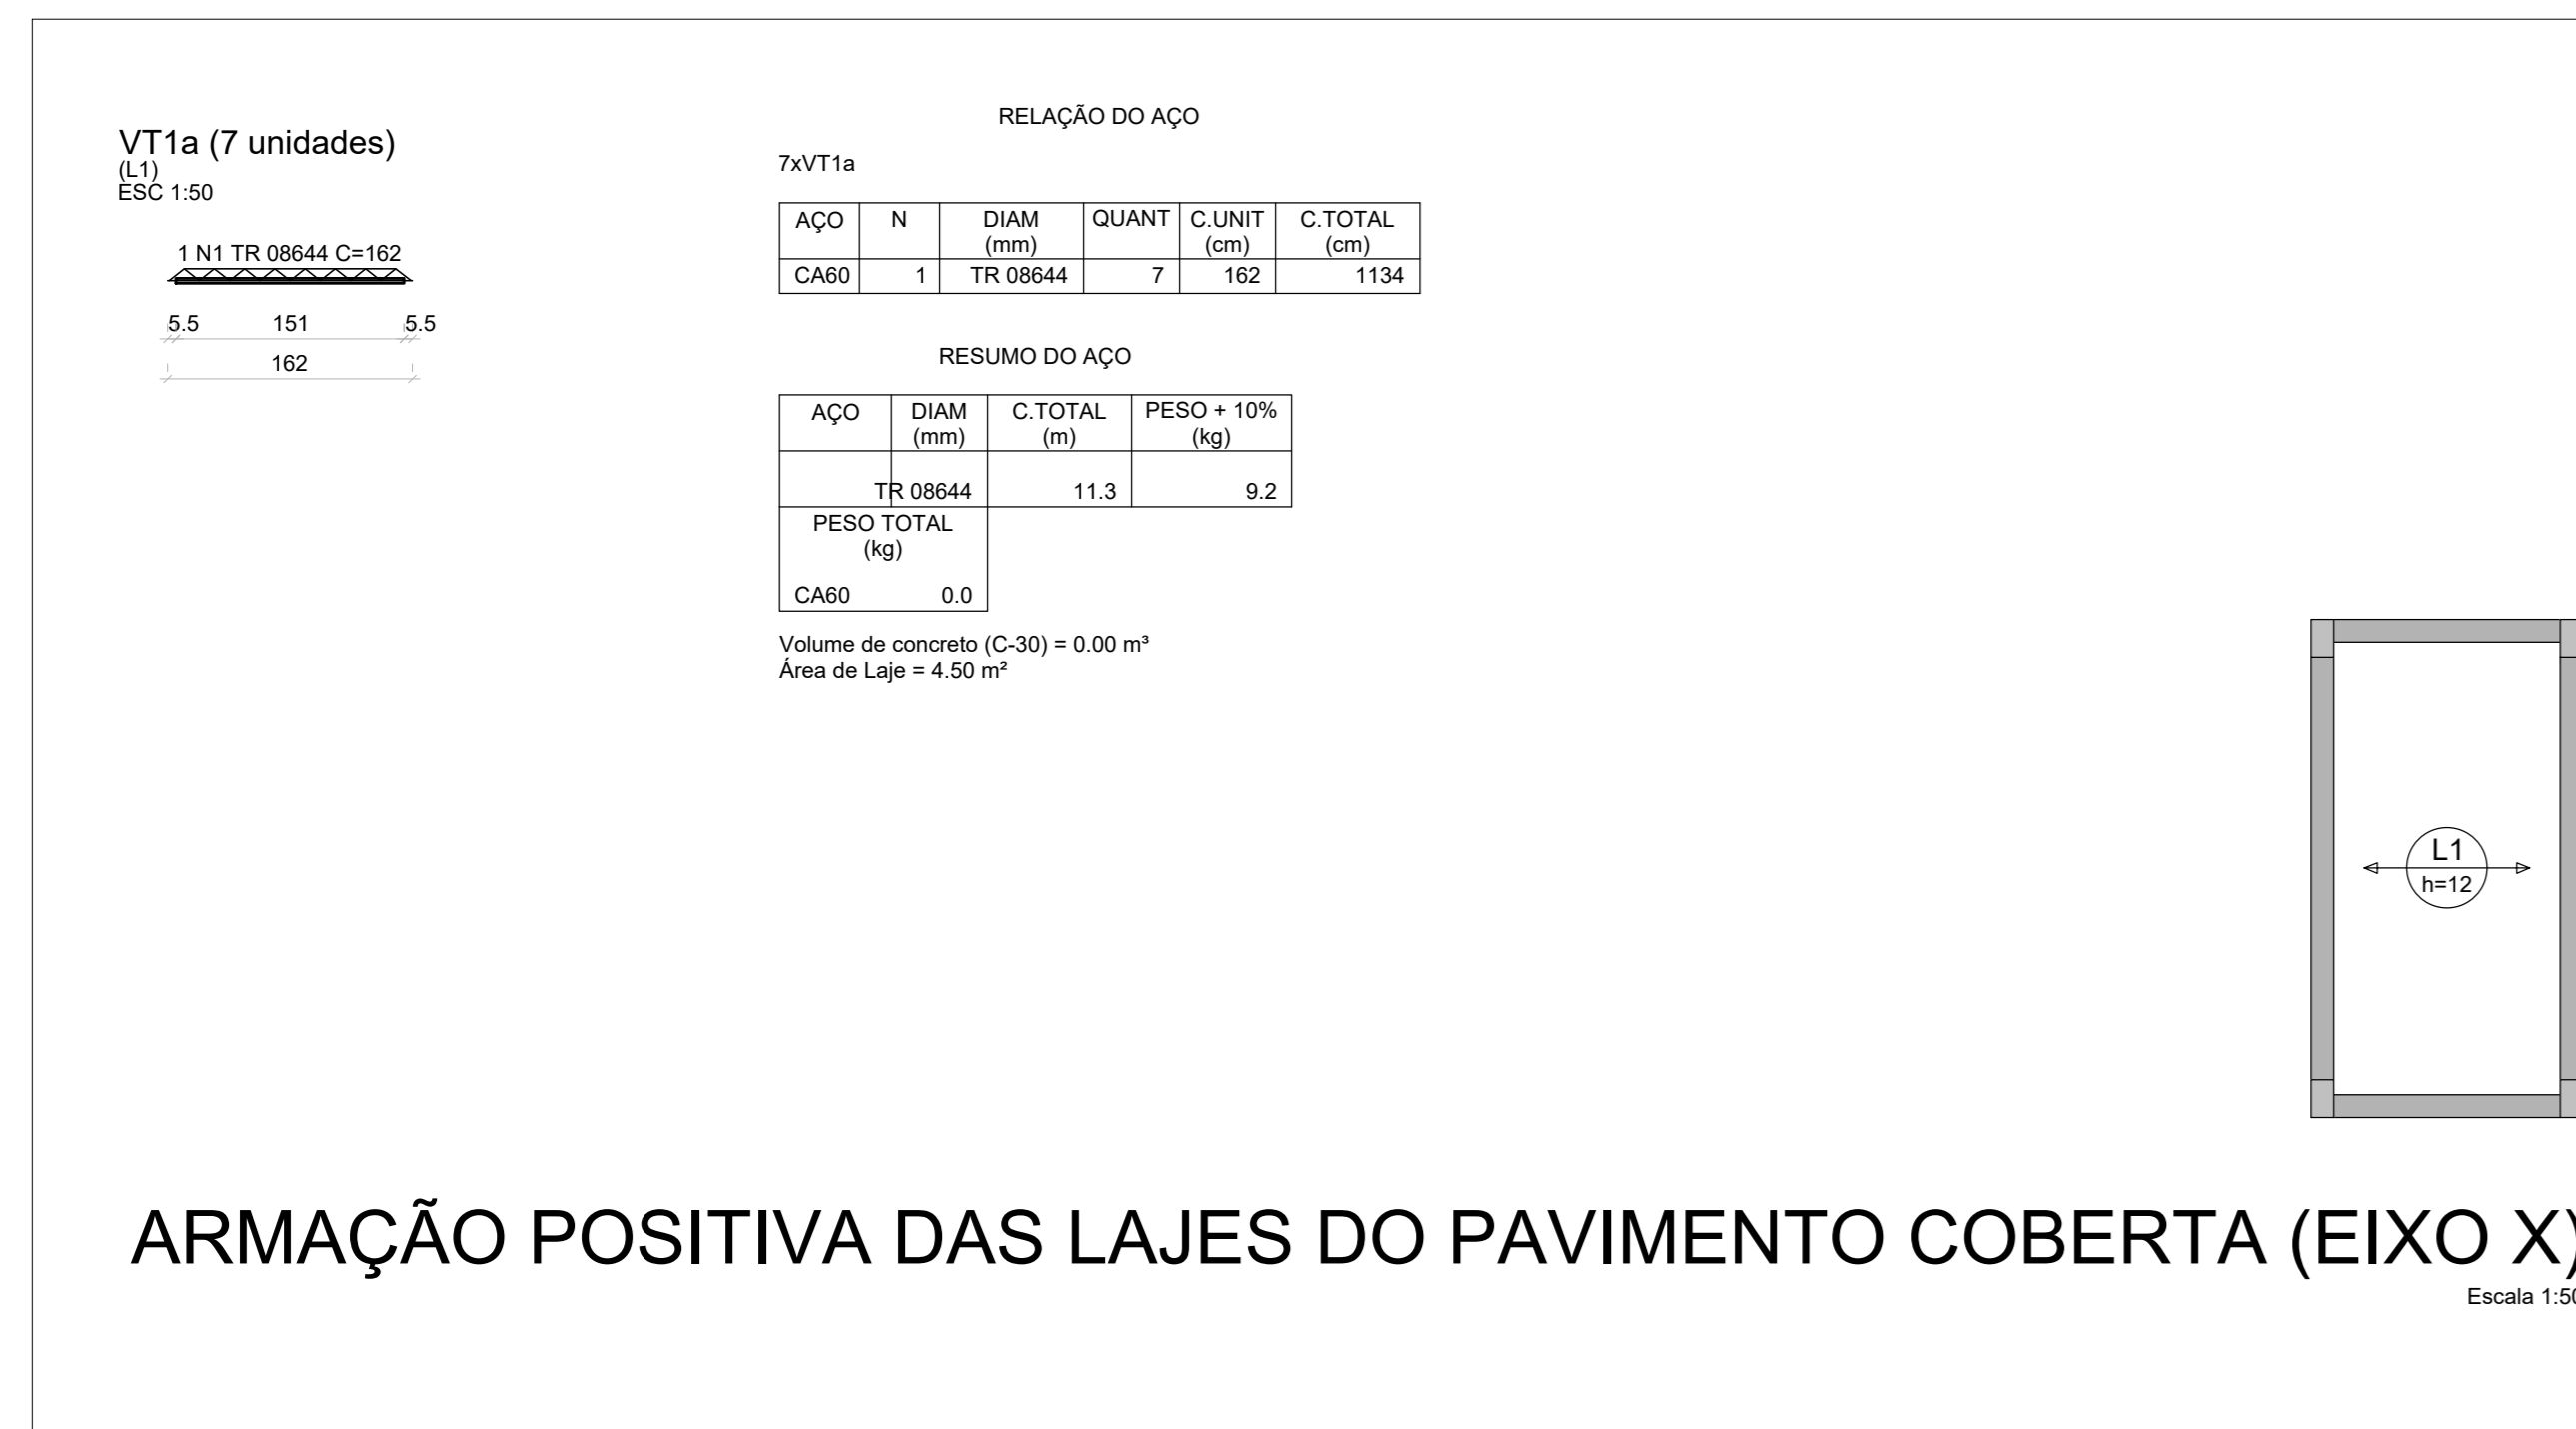 VT1a (7 unidades)
(L1)
ESC 1:50
1 N1 TR 08644 C=162
5.5 151 5.5
162
RELAÇÃO DO AÇO
7xVT1a
AÇO N DIAM QUANT C.UNIT C.TOTAL
(mm) (cm) (cm)
CA60 1 TR 08644 7 162 1134
RESUMO DO AÇO
AÇO DIAM C.TOTAL PESO + 10%
(mm) (m) (kg)
TR 08644 11.3 9.2
PESO TOTAL
(kg)
CA60 0.0
Volume de concreto (C-30) = 0.00 m³
Área de Laje = 4.50 m²
L1
h=12
ARMAÇÃO POSITIVA DAS LAJES DO PAVIMENTO COBERTA (EIXO X)
Escala 1:50